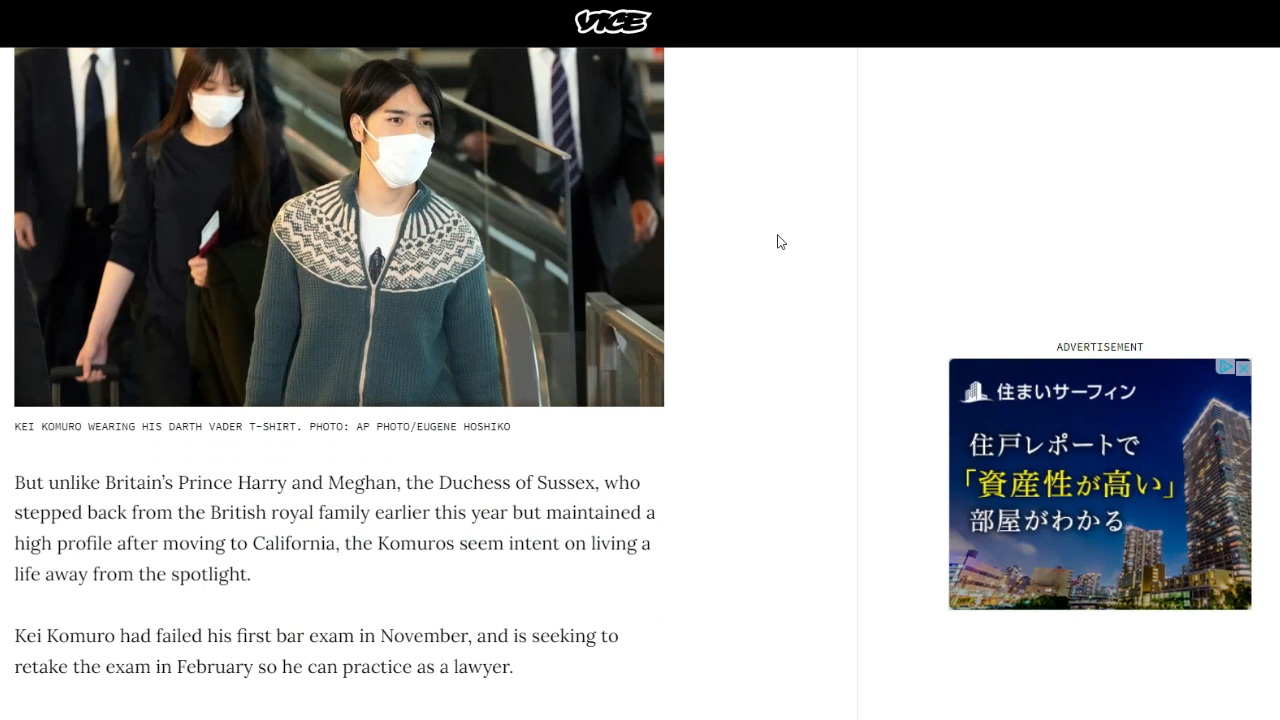 VICE
KEI KOMURO WEARING HIS DARTH VADER T-SHIRT. PHOTO: AP PHOTO/EUGENE HOSHIKO
But unlike Britain’s Prince Harry and Meghan, the Duchess of Sussex, who
stepped back from the British royal family earlier this year but maintained a
high profile after moving to California, the Komuros seem intent on living a
life away from the spotlight.
Kei Komuro had failed his first bar exam in November, and is seeking to
retake the exam in February so he can practice as a lawyer.
ADVERTISEMENT
住まいサーフィン
住戸レポートで
「資産性が高い」
部屋がわかる